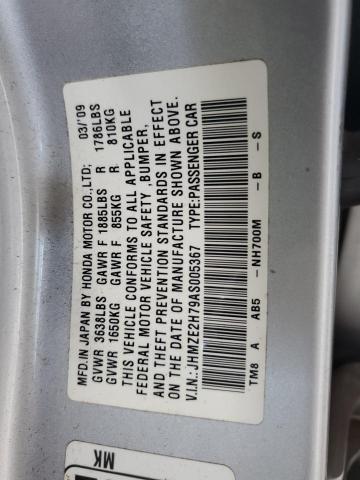 MFD.IN JAPAN BY HONDA MOTOR CO.,LTD; 03/'09
GVWR 3638LBS GAWR F 1885LBS R 1786LBS
GVWR 1650KG GAWR F 855KG R 810KG
THIS VEHICLE CONFORMS TO ALL APPLICABLE
FEDERAL MOTOR VEHICLE SAFETY ,BUMPER,
AND THEFT PREVENTION STANDARDS IN EFFECT
ON THE DATE OF MANUFACTURE SHOWN ABOVE.
V.I.N.:JHMZE2H79AS005367 TYPE:PASSENGER CAR
TM8 A AB5 -NH700M -B -S
MK